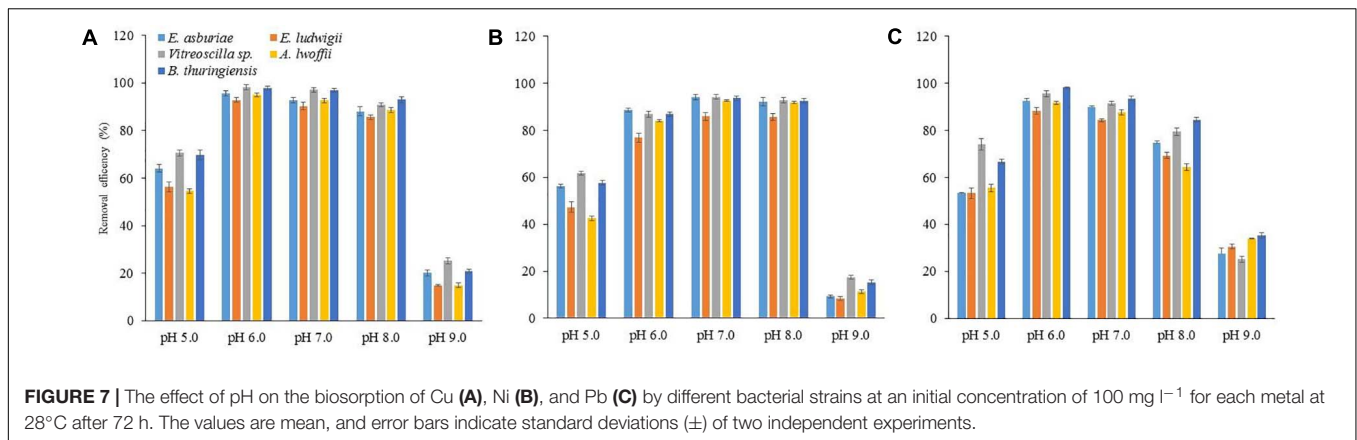 A
120
100
80
60
40
20
0
Removal efficency (%)
E. asburiae
E. ludwigii
Vitreoscilla sp.
A. lwoffii
B. thuringiensis
pH 5.0 pH 6.0 pH 7.0 pH 8.0 pH 9.0
B
120
100
80
60
40
20
0
pH 5.0 pH 6.0 pH 7.0 pH 8.0 pH 9.0
C
120
100
80
60
40
20
0
pH 5.0 pH 6.0 pH 7.0 pH 8.0 pH 9.0
FIGURE 7 | The effect of pH on the biosorption of Cu (A), Ni (B), and Pb (C) by different bacterial strains at an initial concentration of 100 mg l⁻¹ for each metal at
28°C after 72 h. The values are mean, and error bars indicate standard deviations (±) of two independent experiments.